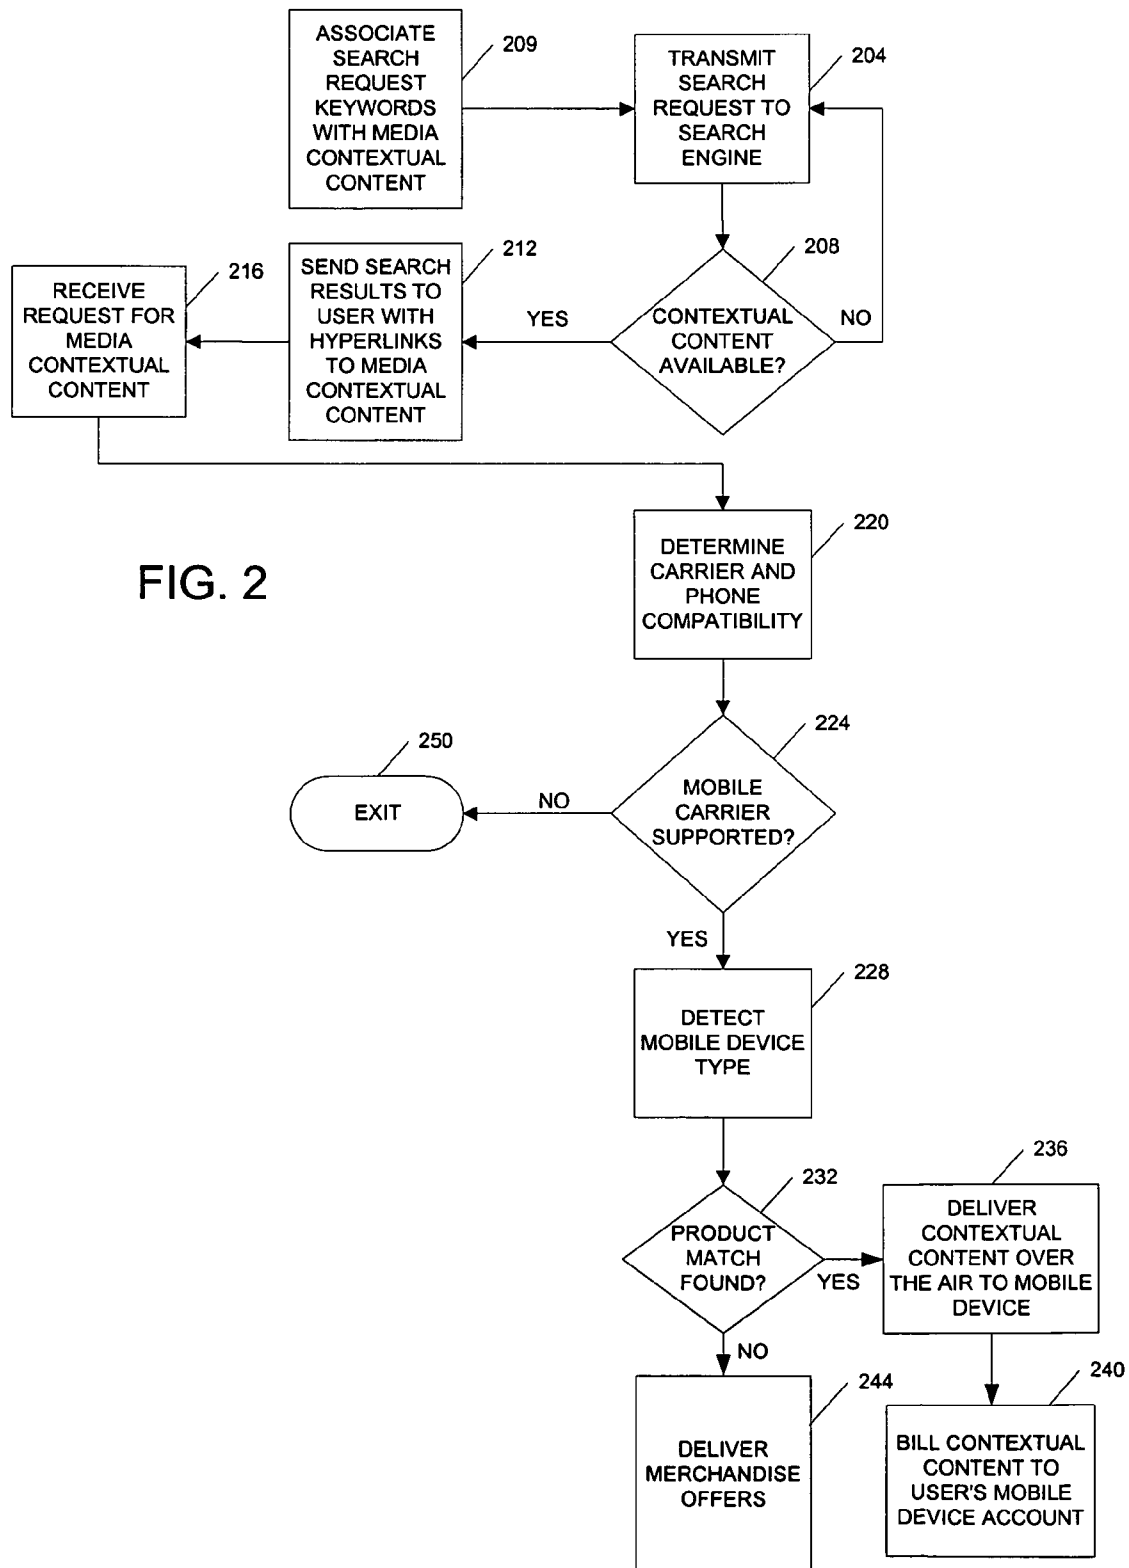 ASSOCIATE
SEARCH
REQUEST
KEYWORDS
WITH MEDIA
CONTEXTUAL
CONTENT
209
TRANSMIT
SEARCH
REQUEST TO
SEARCH
ENGINE
204
216
RECEIVE
REQUEST FOR
MEDIA
CONTEXTUAL
CONTENT
212
SEND SEARCH
RESULTS TO
USER WITH
HYPERLINKS
TO MEDIA
CONTEXTUAL
CONTENT
YES
208
CONTEXTUAL
CONTENT
AVAILABLE?
NO
FIG. 2
220
DETERMINE
CARRIER AND
PHONE
COMPATIBILITY
250
EXIT
NO
224
MOBILE
CARRIER
SUPPORTED?
YES
228
DETECT
MOBILE DEVICE
TYPE
232
PRODUCT
MATCH
FOUND?
YES
236
DELIVER
CONTEXTUAL
CONTENT OVER
THE AIR TO MOBILE
DEVICE
NO
244
DELIVER
MERCHANDISE
OFFERS
240
BILL CONTEXTUAL
CONTENT TO
USER'S MOBILE
DEVICE ACCOUNT